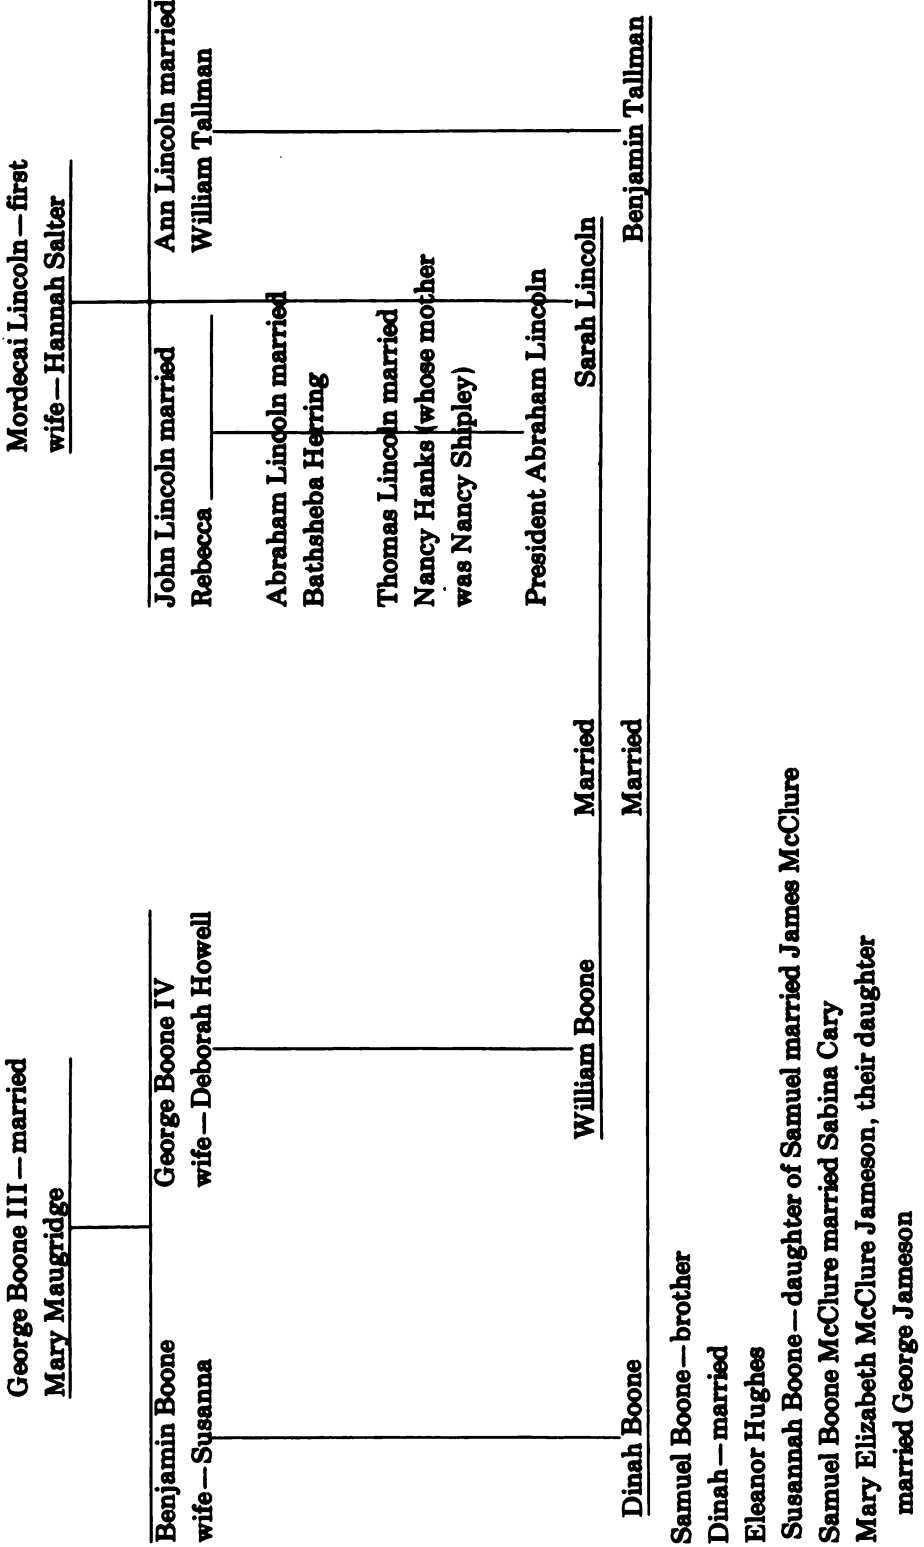 George Boone III—married
Mary Maugridge
Mordecai Lincoln—first
wife—Hannah Salter
Benjamin Boone
wife—Susanna
George Boone IV
wife—Deborah Howell
John Lincoln married
Rebecca
Ann Lincoln married
William Tallman
Abraham Lincoln married
Bathsheba Herring
Thomas Lincoln married
Nancy Hanks (whose mother
was Nancy Shipley)
President Abraham Lincoln
William Boone
Married
Sarah Lincoln
Dinah Boone
Married
Benjamin Tallman
Samuel Boone—brother
Dinah—married
Eleanor Hughes
Susannah Boone—daughter of Samuel married James McClure
Samuel Boone McClure married Sabina Cary
Mary Elizabeth McClure Jameson, their daughter
married George Jameson